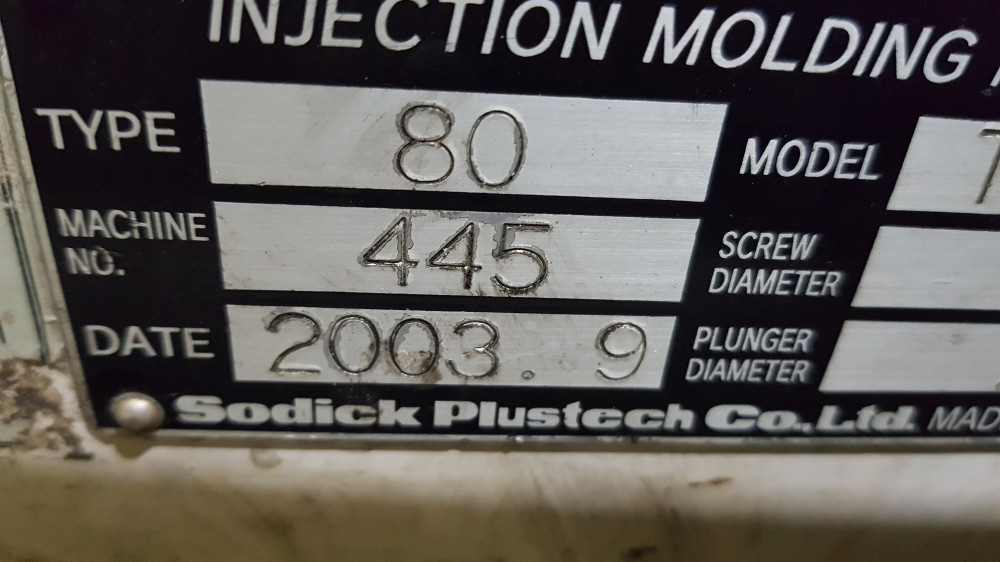 INJECTION MOLDING
TYPE 80 MODEL
MACHINE NO. 445 SCREW DIAMETER
DATE 2003. 9 PLUNGER DIAMETER
Sodick Plustech Co., Ltd. MAD